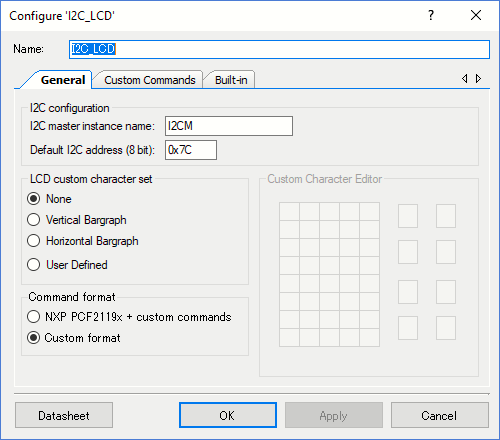 Configure 'I2C_LCD'
?
Name:
I2C_LCD
General
Custom Commands
Built-in
I2C configuration
I2C master instance name:
I2CM
Default I2C address (8 bit):
0x7C
LCD custom character set
None
Vertical Bargraph
Horizontal Bargraph
User Defined
Custom Character Editor
Command format
NXP PCF2119x + custom commands
Custom format
Datasheet
OK
Apply
Cancel